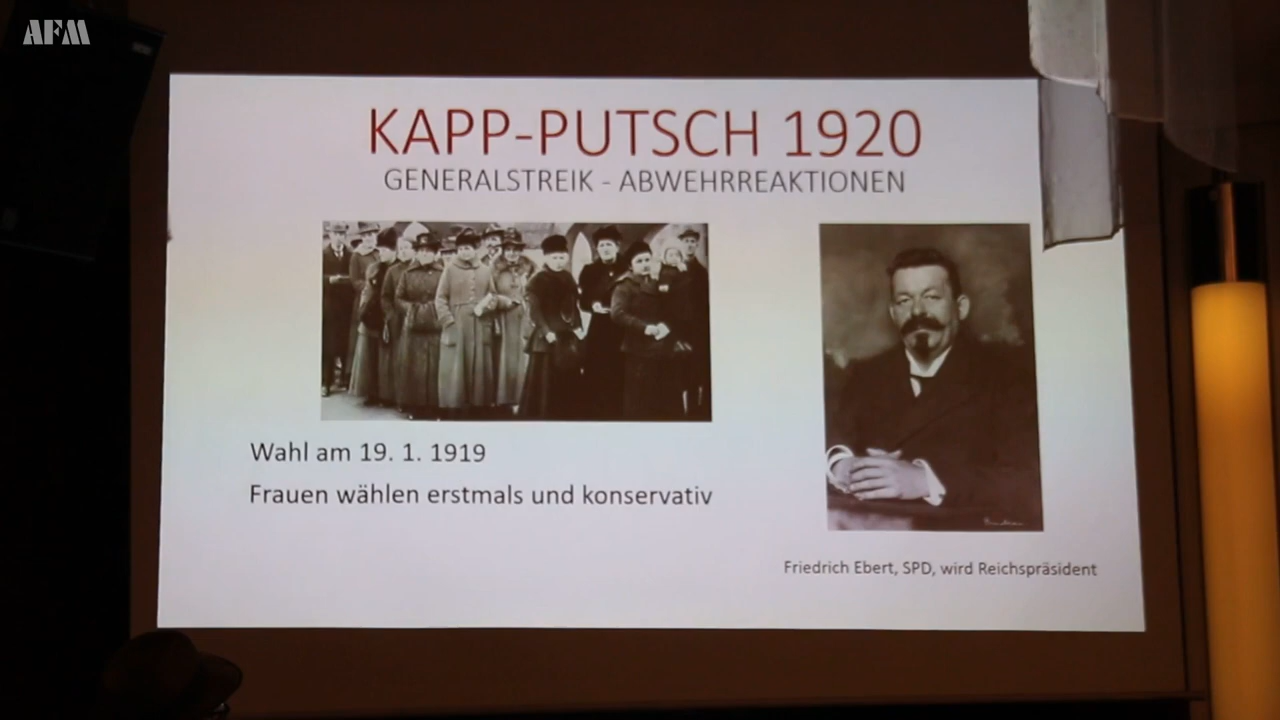 AFM
KAPP-PUTSCH 1920
GENERALSTREIK - ABWEHRREAKTIONEN
Wahl am 19. 1. 1919
Frauen wählen erstmals und konservativ
Friedrich Ebert, SPD, wird Reichspräsident